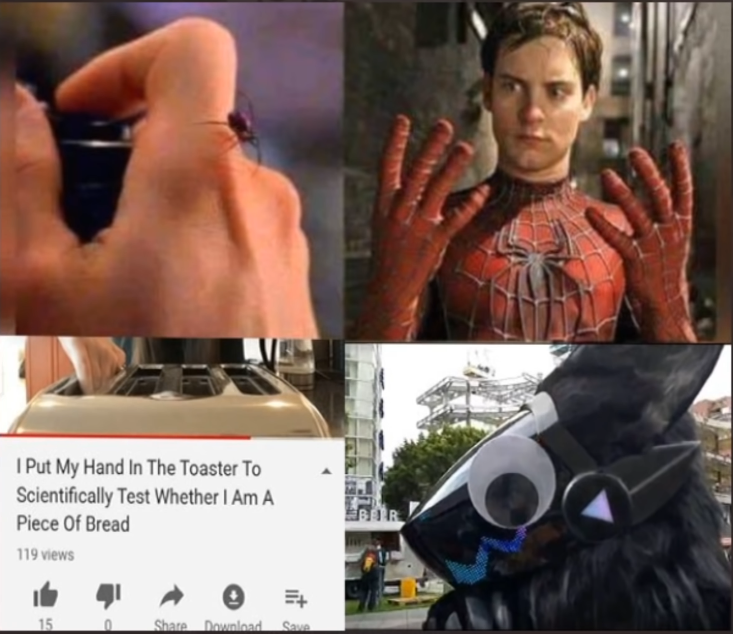 I Put My Hand In The Toaster To
Scientifically Test Whether I Am A
Piece Of Bread
119 views
15
0
Share
Download
Save
BEER